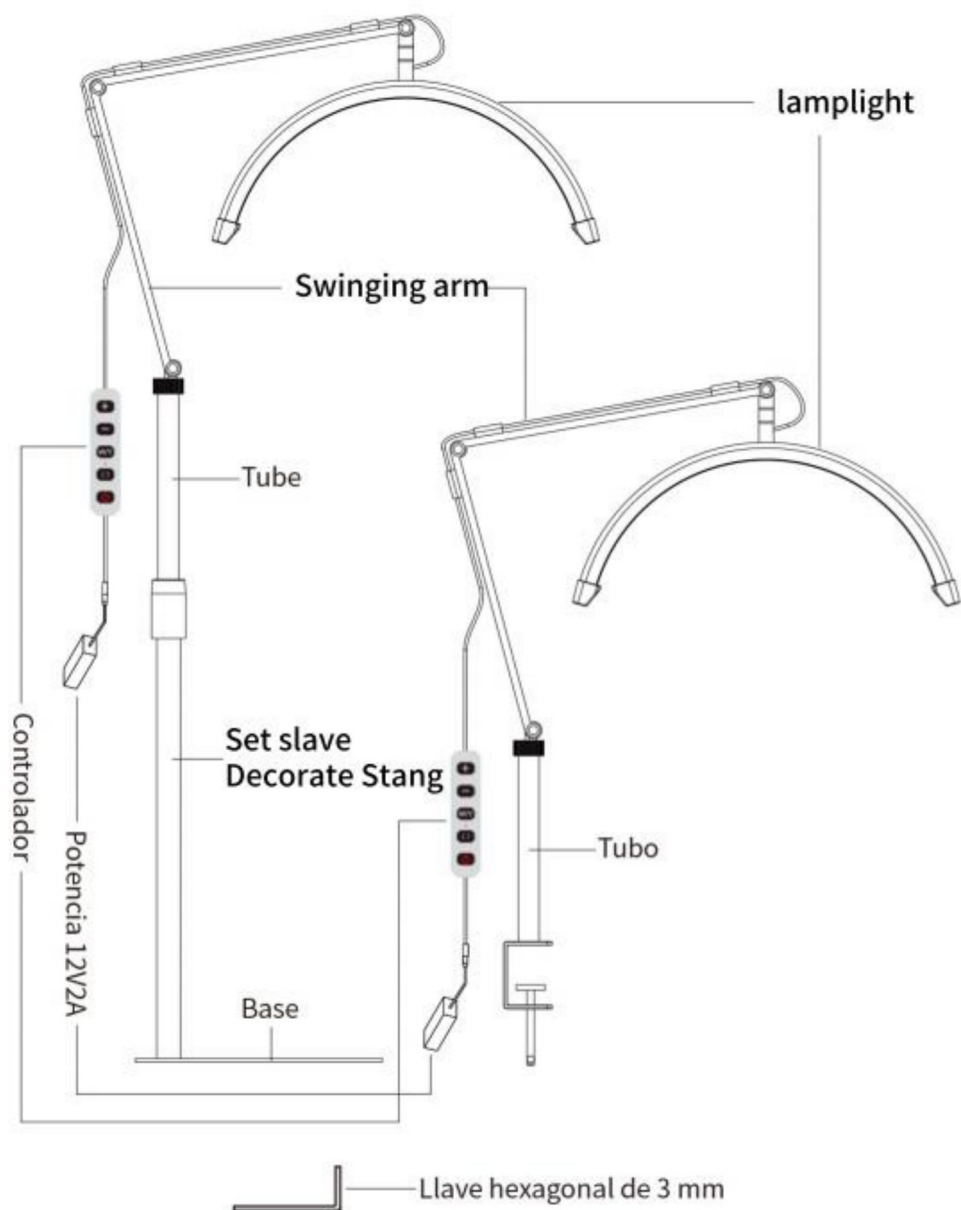 lamplight
Swinging arm
Tube
Set slave
Decorate Stang
Controlador
Potencia 12V2A
Tubo
Base
Llave hexagonal de 3 mm